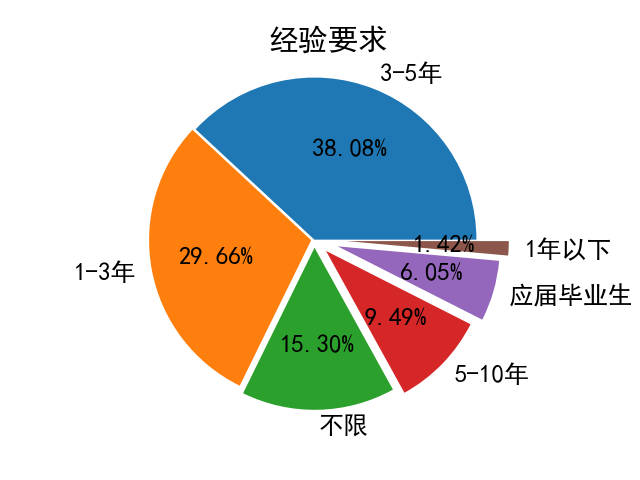 经验要求
3-5年
38.08%
1-3年
29.66%
15.30%
不限
9.49%
5-10年
6.05%
应届毕业生
1.42%
1年以下